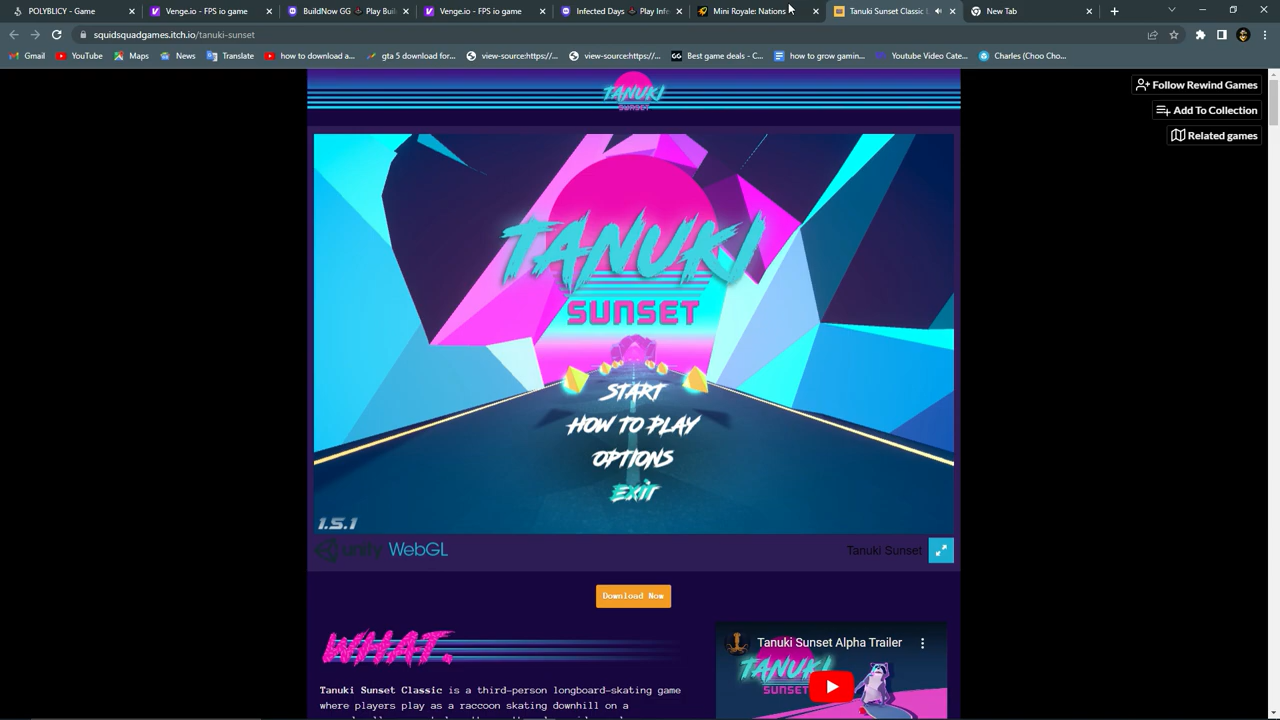 POLYBLICY - Game
Venge.io - FPS io game
BuildNow GG Play Buil
Venge.io - FPS io game
Infected Days Play Infe
Mini Royale: Nations
Tanuki Sunset Classic
New Tab
squidsquadgames.itch.io/tanuki-sunset
Gmail
YouTube
Maps
News
Translate
how to download a...
gta 5 download for...
view-source:https://...
view-source:https://...
Best game deals - C...
how to grow gamin...
Youtube Video Cate...
Charles (Choo Cho...
TANUKI
SUNSET
Follow Rewind Games
Add To Collection
Related games
TANUKI
SUNSET
START
HOW TO PLAY
OPTIONS
EXIT
1.5.1
unity WebGL
Tanuki Sunset
Download Now
WHAT.
Tanuki Sunset Classic is a third-person longboard-skating game
where players play as a raccoon skating downhill on a
Tanuki Sunset Alpha Trailer
TANUKI
SUNSET